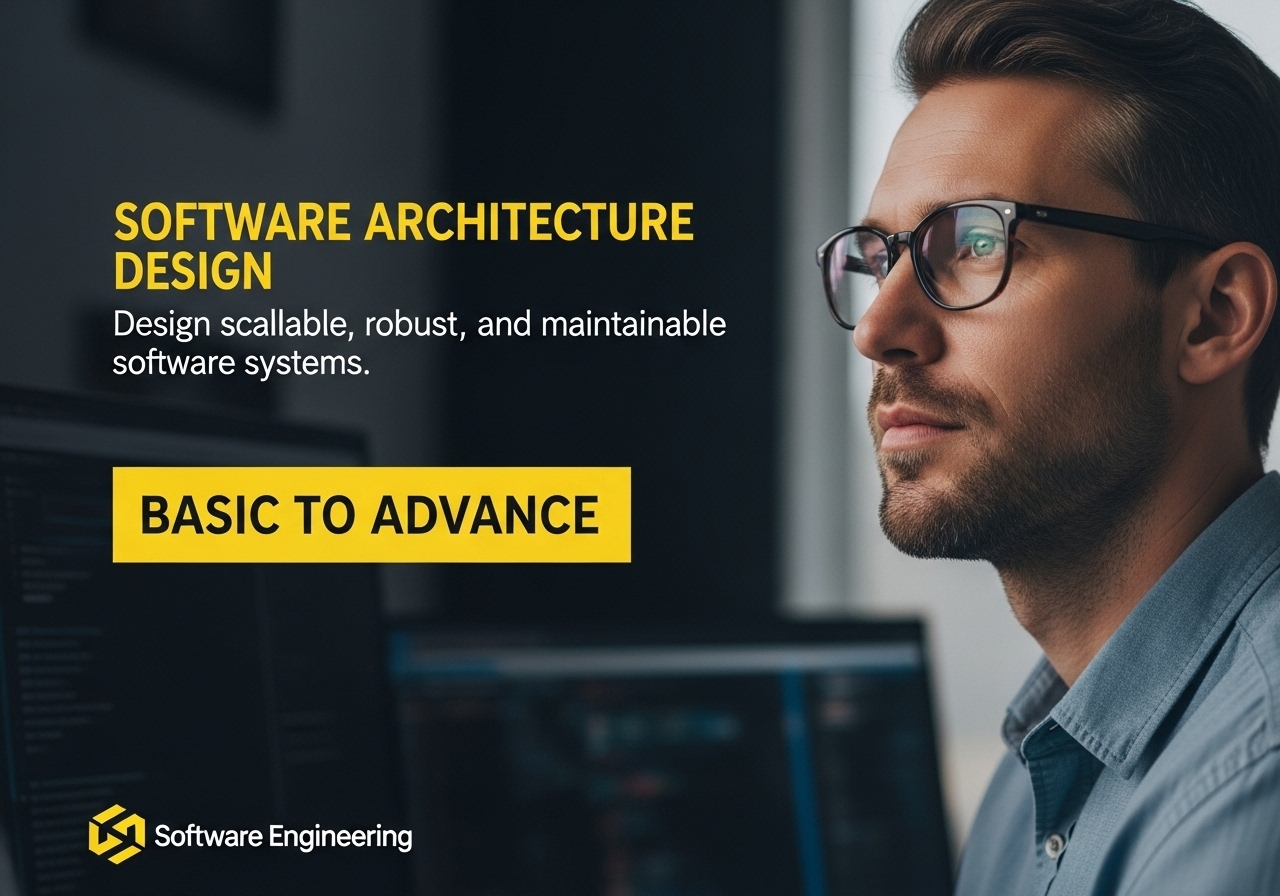 SOFTWARE ARCHITECTURE
DESIGN
Design scallable, robust, and maintainable
software systems.
BASIC TO ADVANCE
Software Engineering